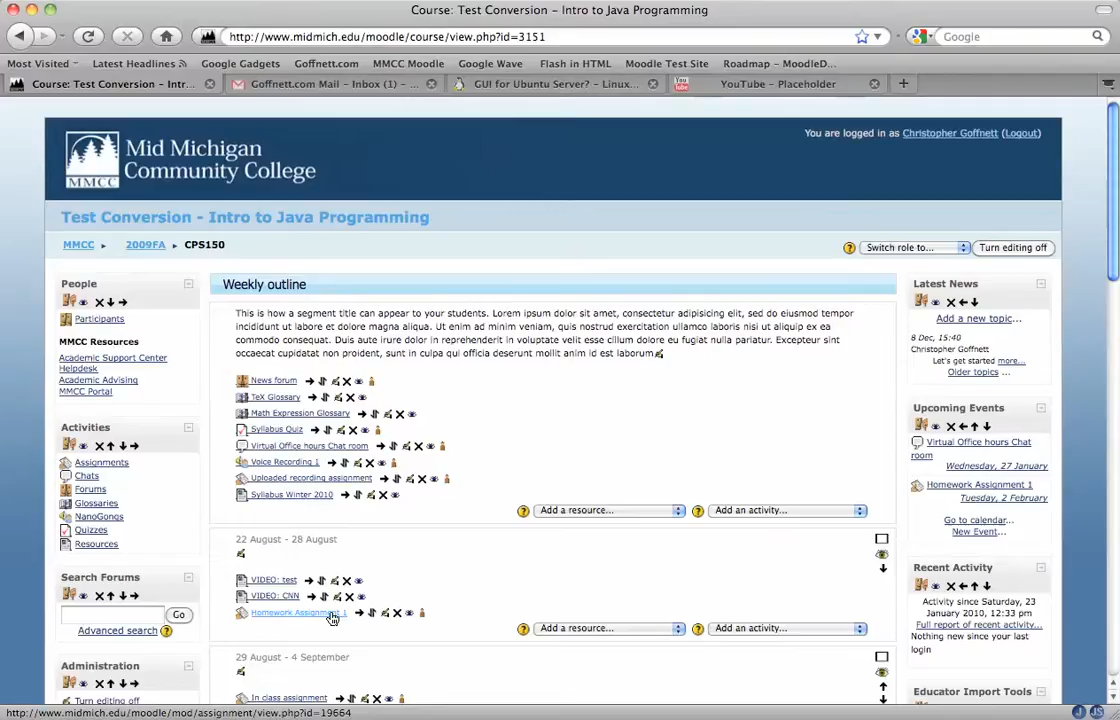 Course: Test Conversion - Intro to Java Programming
http://www.midmich.edu/moodle/course/view.php?id=3151
Google
Most Visited
Latest Headlines
Google Gadgets
Goffnett.com
MMCC Moodle
Google Wave
Flash in HTML
Moodle Test Site
Roadmap - MoodleD...
Course: Test Conversion - Intr...
Goffnett.com Mail - Inbox (1) - ...
GUI for Ubuntu Server? - Linux...
YouTube - Placeholder
You are logged in as Christopher Goffnett (Logout)
Mid Michigan
Community College
MMCC
Test Conversion - Intro to Java Programming
MMCC ► 2009FA ► CPS150
Switch role to...
Turn editing off
People
Participants
MMCC Resources
Academic Support Center
Helpdesk
Academic Advising
MMCC Portal
Activities
Assignments
Chats
Forums
Glossaries
NanoGongs
Quizzes
Resources
Search Forums
Go
Advanced search
Administration
Turn editing off
Weekly outline
This is how a segment title can appear to your students. Lorem ipsum dolor sit amet, consectetur adipisicing elit, sed do eiusmod tempor
incididunt ut labore et dolore magna aliqua. Ut enim ad minim veniam, quis nostrud exercitation ullamco laboris nisi ut aliquip ex ea
commodo consequat. Duis aute irure dolor in reprehenderit in voluptate velit esse cillum dolore eu fugiat nulla pariatur. Excepteur sint
occaecat cupidatat non proident, sunt in culpa qui officia deserunt mollit anim id est laborum
News forum
TeX Glossary
Math Expression Glossary
Syllabus Quiz
Virtual Office hours Chat room
Voice Recording 1
Uploaded recording assignment
Syllabus Winter 2010
Add a resource...
Add an activity...
22 August - 28 August
VIDEO: test
VIDEO: CNN
Homework Assignment 1
Add a resource...
Add an activity...
29 August - 4 September
In class assignment
Latest News
Add a new topic...
8 Dec, 15:40
Christopher Goffnett
Let's get started more...
Older topics ...
Upcoming Events
Virtual Office hours Chat
room
Wednesday, 27 January
Homework Assignment 1
Tuesday, 2 February
Go to calendar...
New Event...
Recent Activity
Activity since Saturday, 23
January 2010, 12:33 pm
Full report of recent activity...
Nothing new since your last
login
Educator Import Tools
http://www.midmich.edu/moodle/mod/assignment/view.php?id=19664